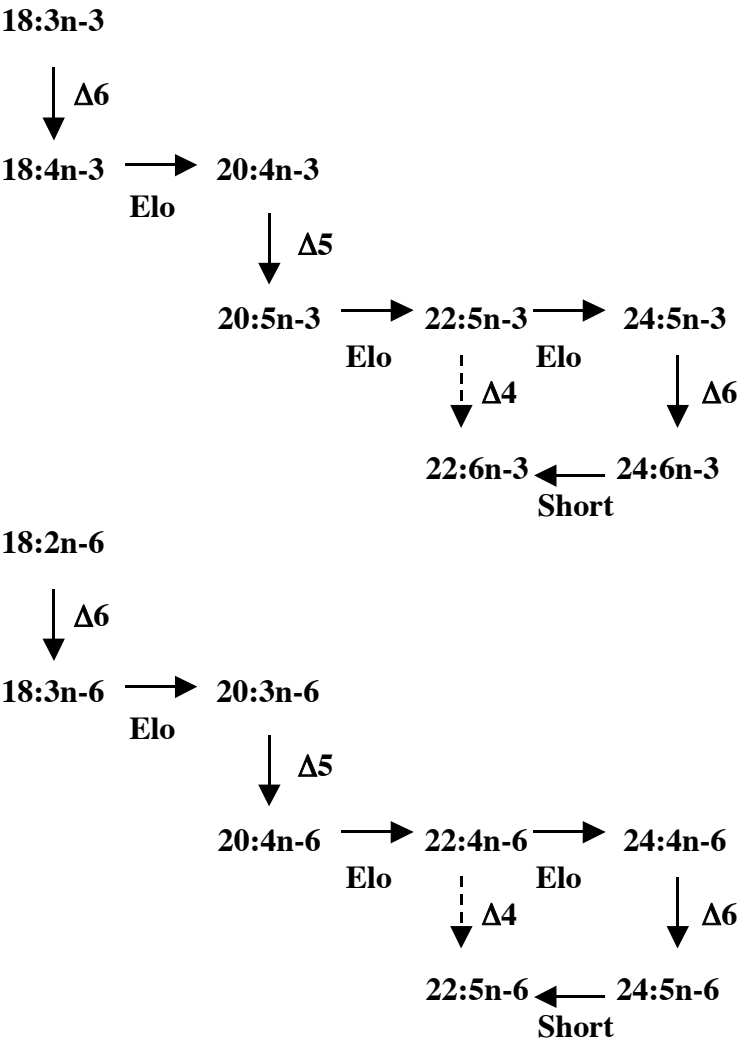 18:3n-3
Δ6
18:4n-3 20:4n-3
Elo
Δ5
20:5n-3 22:5n-3 24:5n-3
Elo Elo
Δ4 Δ6
22:6n-3 24:6n-3
Short
18:2n-6
Δ6
18:3n-6 20:3n-6
Elo
Δ5
20:4n-6 22:4n-6 24:4n-6
Elo Elo
Δ4 Δ6
22:5n-6 24:5n-6
Short